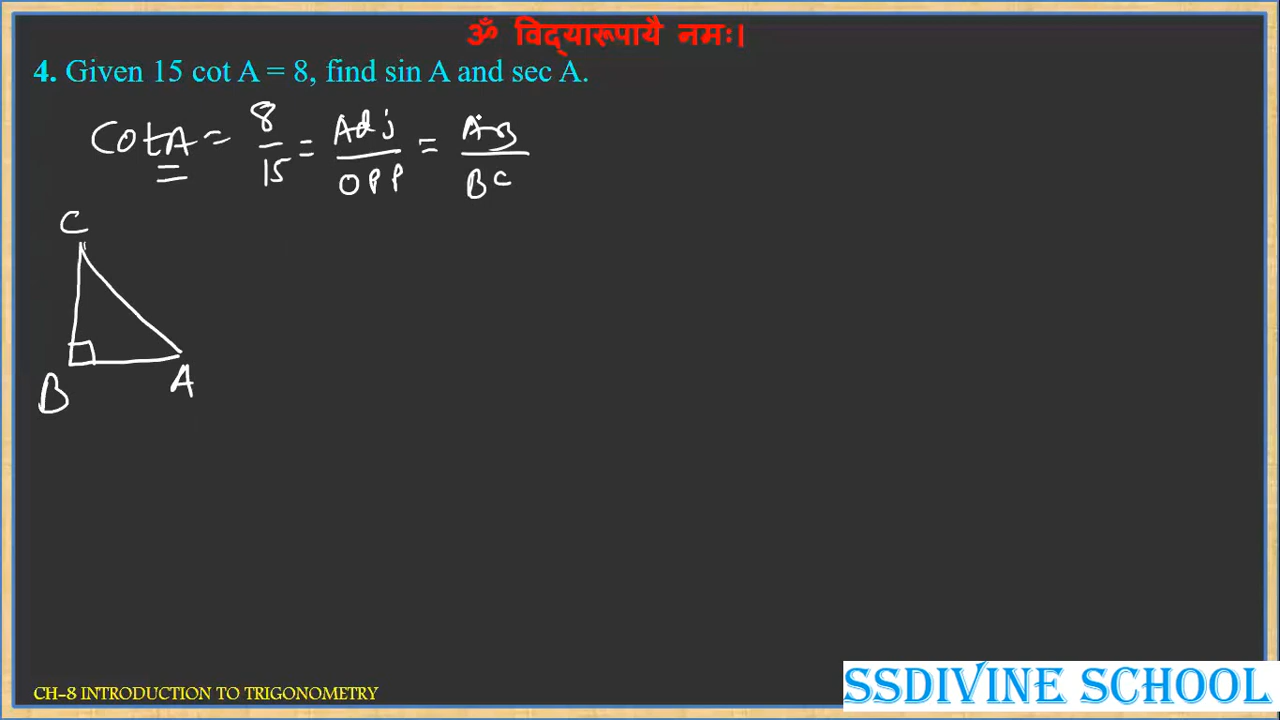 ॐ विद्यारूपायै नमः।
4. Given 15 cot A = 8, find sin A and sec A.
Cot A = 8/15 = Adj/OPP = AB/BC
C
B
A
CH-8 INTRODUCTION TO TRIGONOMETRY
SSDIVINE SCHOOL